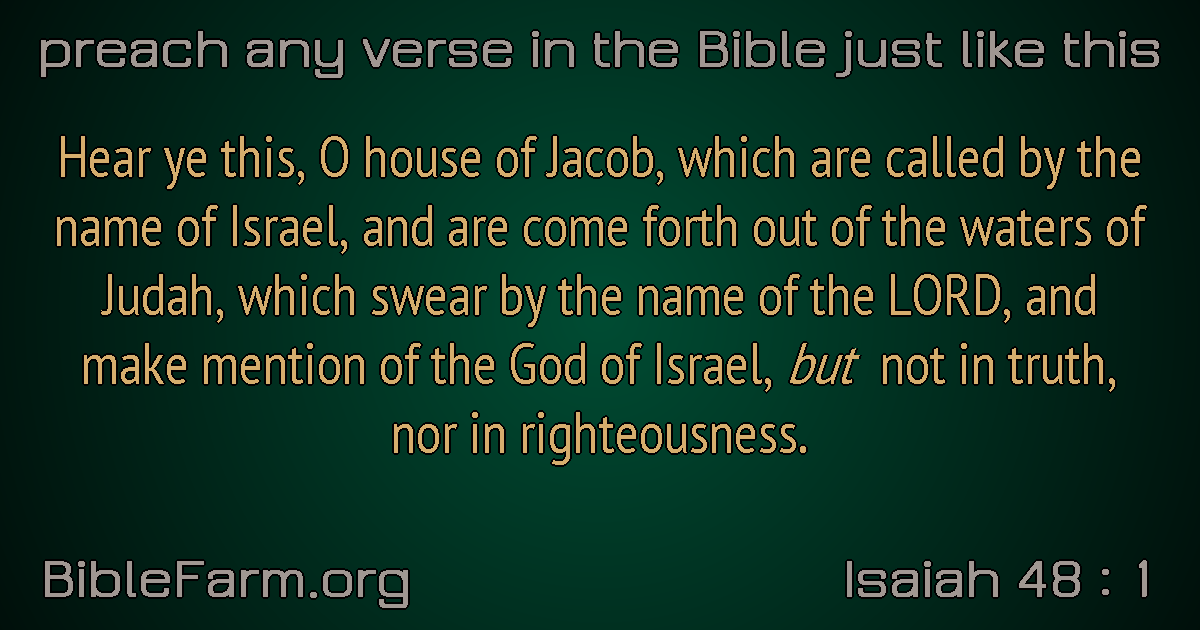 preach any verse in the Bible just like this
Hear ye this, O house of Jacob, which are called by the
name of Israel, and are come forth out of the waters of
Judah, which swear by the name of the LORD, and
make mention of the God of Israel, but not in truth,
nor in righteousness.
BibleFarm.org
Isaiah 48 : 1